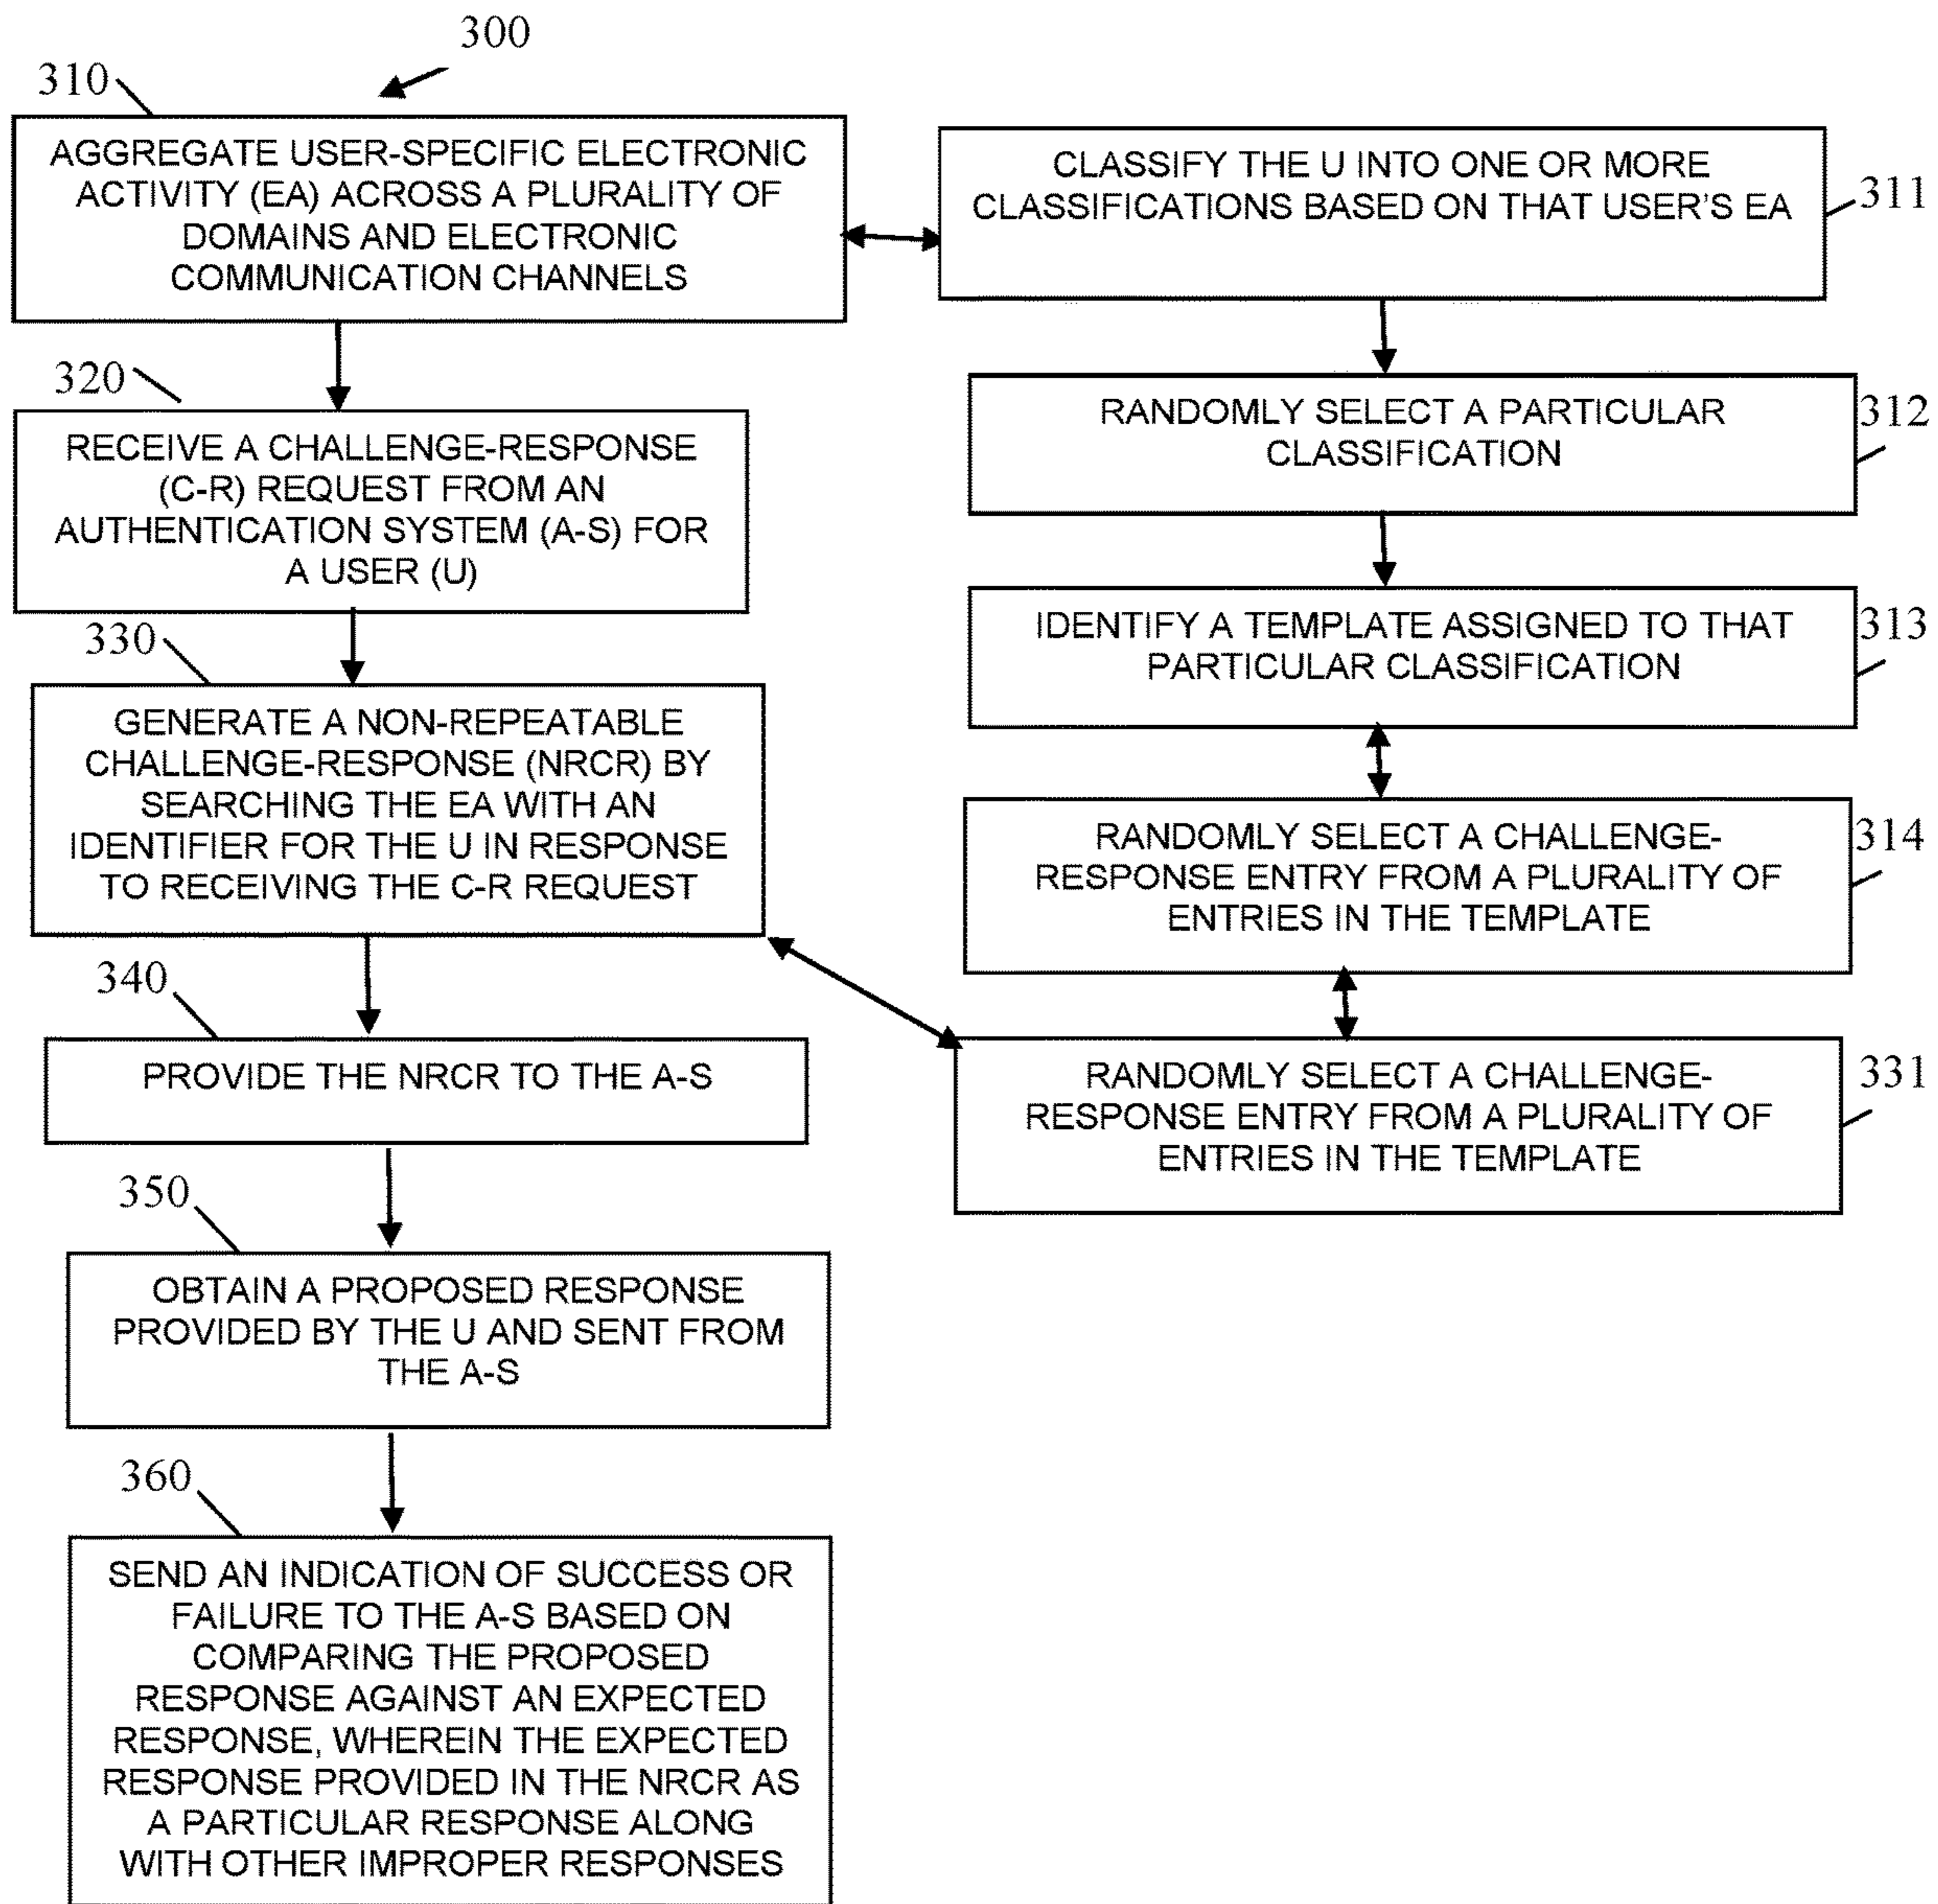 300
310
AGGREGATE USER-SPECIFIC ELECTRONIC
ACTIVITY (EA) ACROSS A PLURALITY OF
DOMAINS AND ELECTRONIC
COMMUNICATION CHANNELS
CLASSIFY THE U INTO ONE OR MORE
CLASSIFICATIONS BASED ON THAT USER'S EA
311
320
RECEIVE A CHALLENGE-RESPONSE
(C-R) REQUEST FROM AN
AUTHENTICATION SYSTEM (A-S) FOR
A USER (U)
RANDOMLY SELECT A PARTICULAR
CLASSIFICATION
312
IDENTIFY A TEMPLATE ASSIGNED TO THAT
PARTICULAR CLASSIFICATION
313
330
GENERATE A NON-REPEATABLE
CHALLENGE-RESPONSE (NRCR) BY
SEARCHING THE EA WITH AN
IDENTIFIER FOR THE U IN RESPONSE
TO RECEIVING THE C-R REQUEST
RANDOMLY SELECT A CHALLENGE-
RESPONSE ENTRY FROM A PLURALITY OF
ENTRIES IN THE TEMPLATE
314
340
PROVIDE THE NRCR TO THE A-S
RANDOMLY SELECT A CHALLENGE-
RESPONSE ENTRY FROM A PLURALITY OF
ENTRIES IN THE TEMPLATE
331
350
OBTAIN A PROPOSED RESPONSE
PROVIDED BY THE U AND SENT FROM
THE A-S
360
SEND AN INDICATION OF SUCCESS OR
FAILURE TO THE A-S BASED ON
COMPARING THE PROPOSED
RESPONSE AGAINST AN EXPECTED
RESPONSE, WHEREIN THE EXPECTED
RESPONSE PROVIDED IN THE NRCR AS
A PARTICULAR RESPONSE ALONG
WITH OTHER IMPROPER RESPONSES